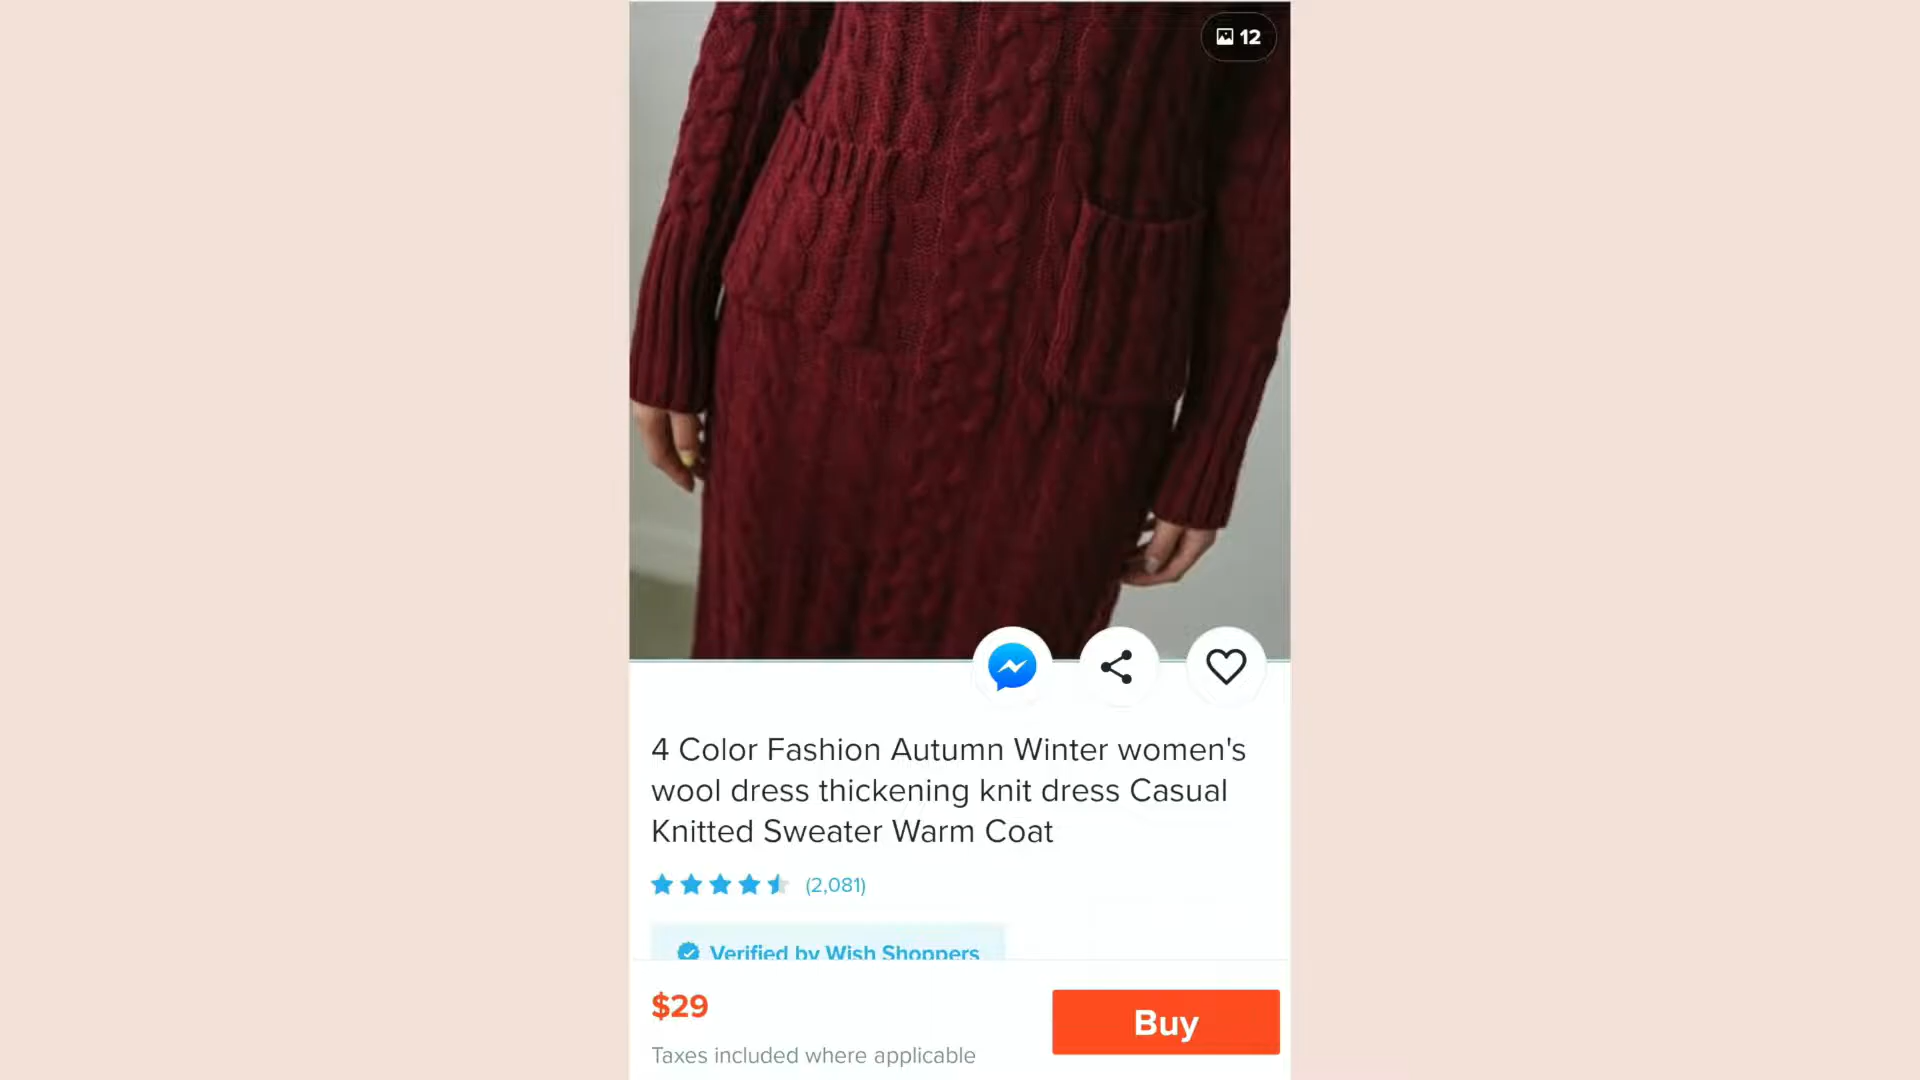 12
4 Color Fashion Autumn Winter women's
wool dress thickening knit dress Casual
Knitted Sweater Warm Coat
(2,081)
Verified by Wish Shoppers
$29
Buy
Taxes included where applicable